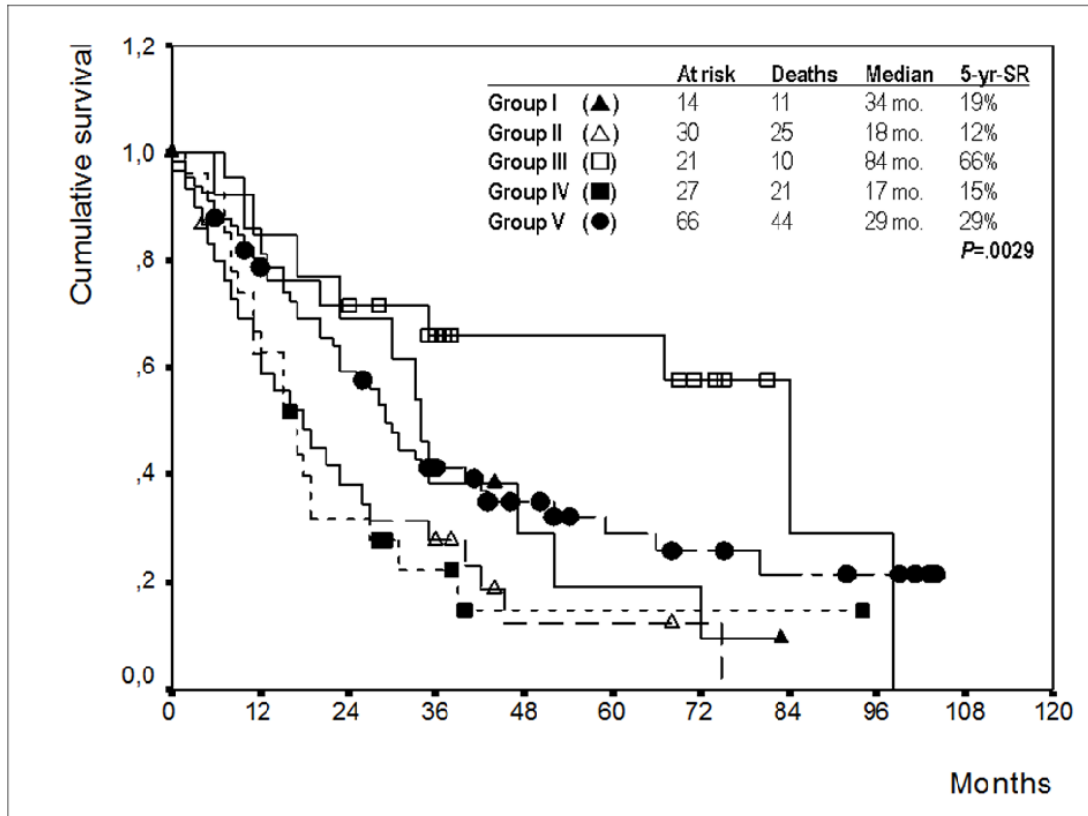 Cumulative survival
1,2
1,0
,8
,6
,4
,2
0,0
At risk Deaths Median 5-yr-SR
Group I (▲) 14 11 34 mo. 19%
Group II (△) 30 25 18 mo. 12%
Group III (□) 21 10 84 mo. 66%
Group IV (■) 27 21 17 mo. 15%
Group V (●) 66 44 29 mo. 29%
P=.0029
0 12 24 36 48 60 72 84 96 108 120
Months